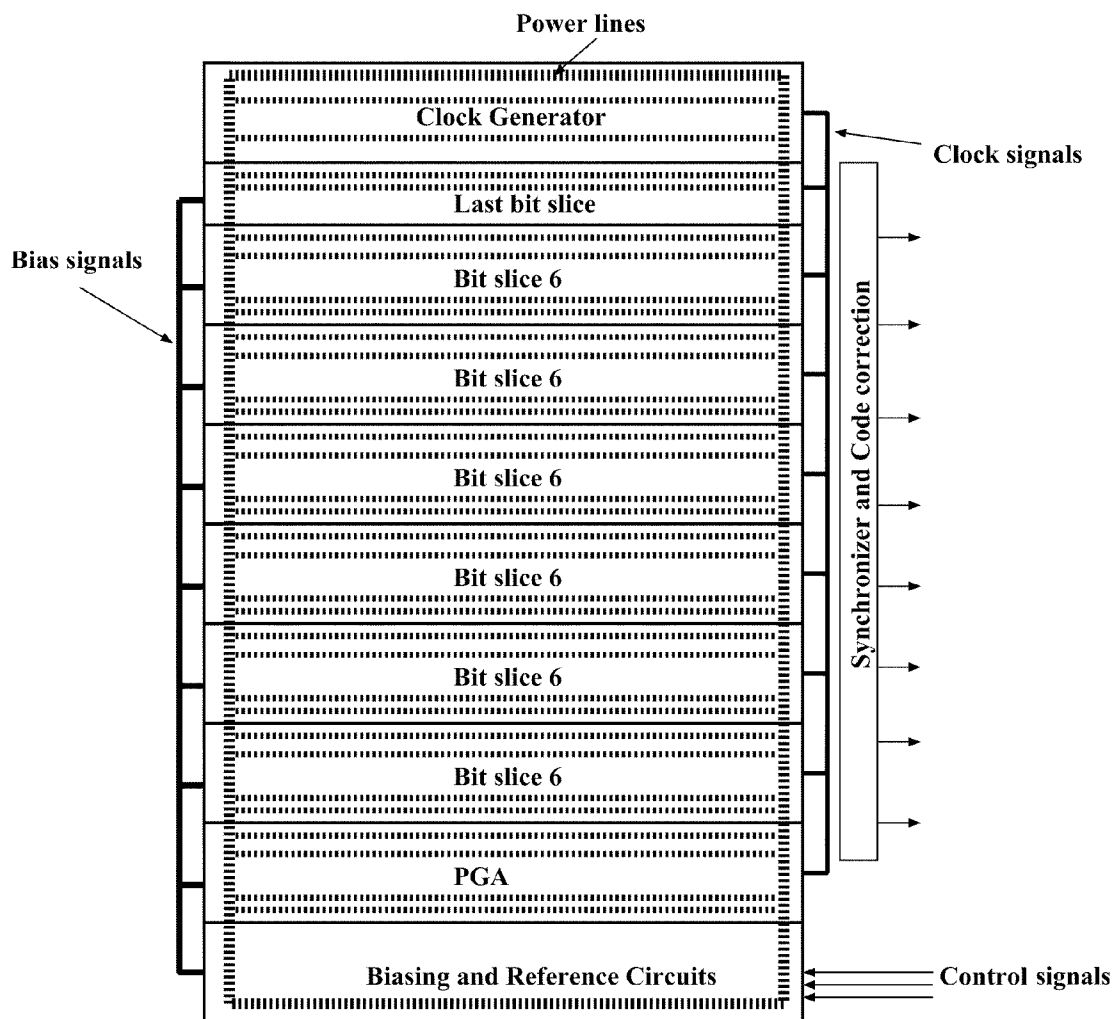 Power lines
Clock Generator
Clock signals
Last bit slice
Bias signals
Bit slice 6
Bit slice 6
Bit slice 6
Bit slice 6
Bit slice 6
Bit slice 6
Synchronizer and Code correction
PGA
Biasing and Reference Circuits
Control signals